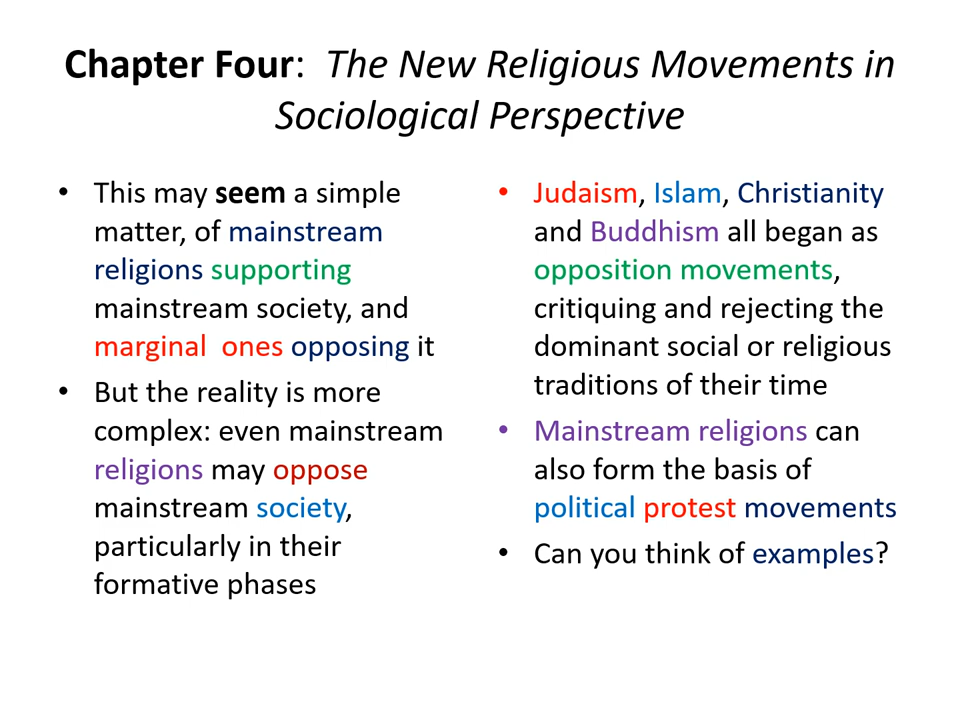 Chapter Four:  The New Religious Movements in
Sociological Perspective
• This may seem a simple
matter, of mainstream
religions supporting
mainstream society, and
marginal  ones opposing it
• But the reality is more
complex: even mainstream
religions may oppose
mainstream society,
particularly in their
formative phases
• Judaism, Islam, Christianity
and Buddhism all began as
opposition movements,
critiquing and rejecting the
dominant social or religious
traditions of their time
• Mainstream religions can
also form the basis of
political protest movements
• Can you think of examples?